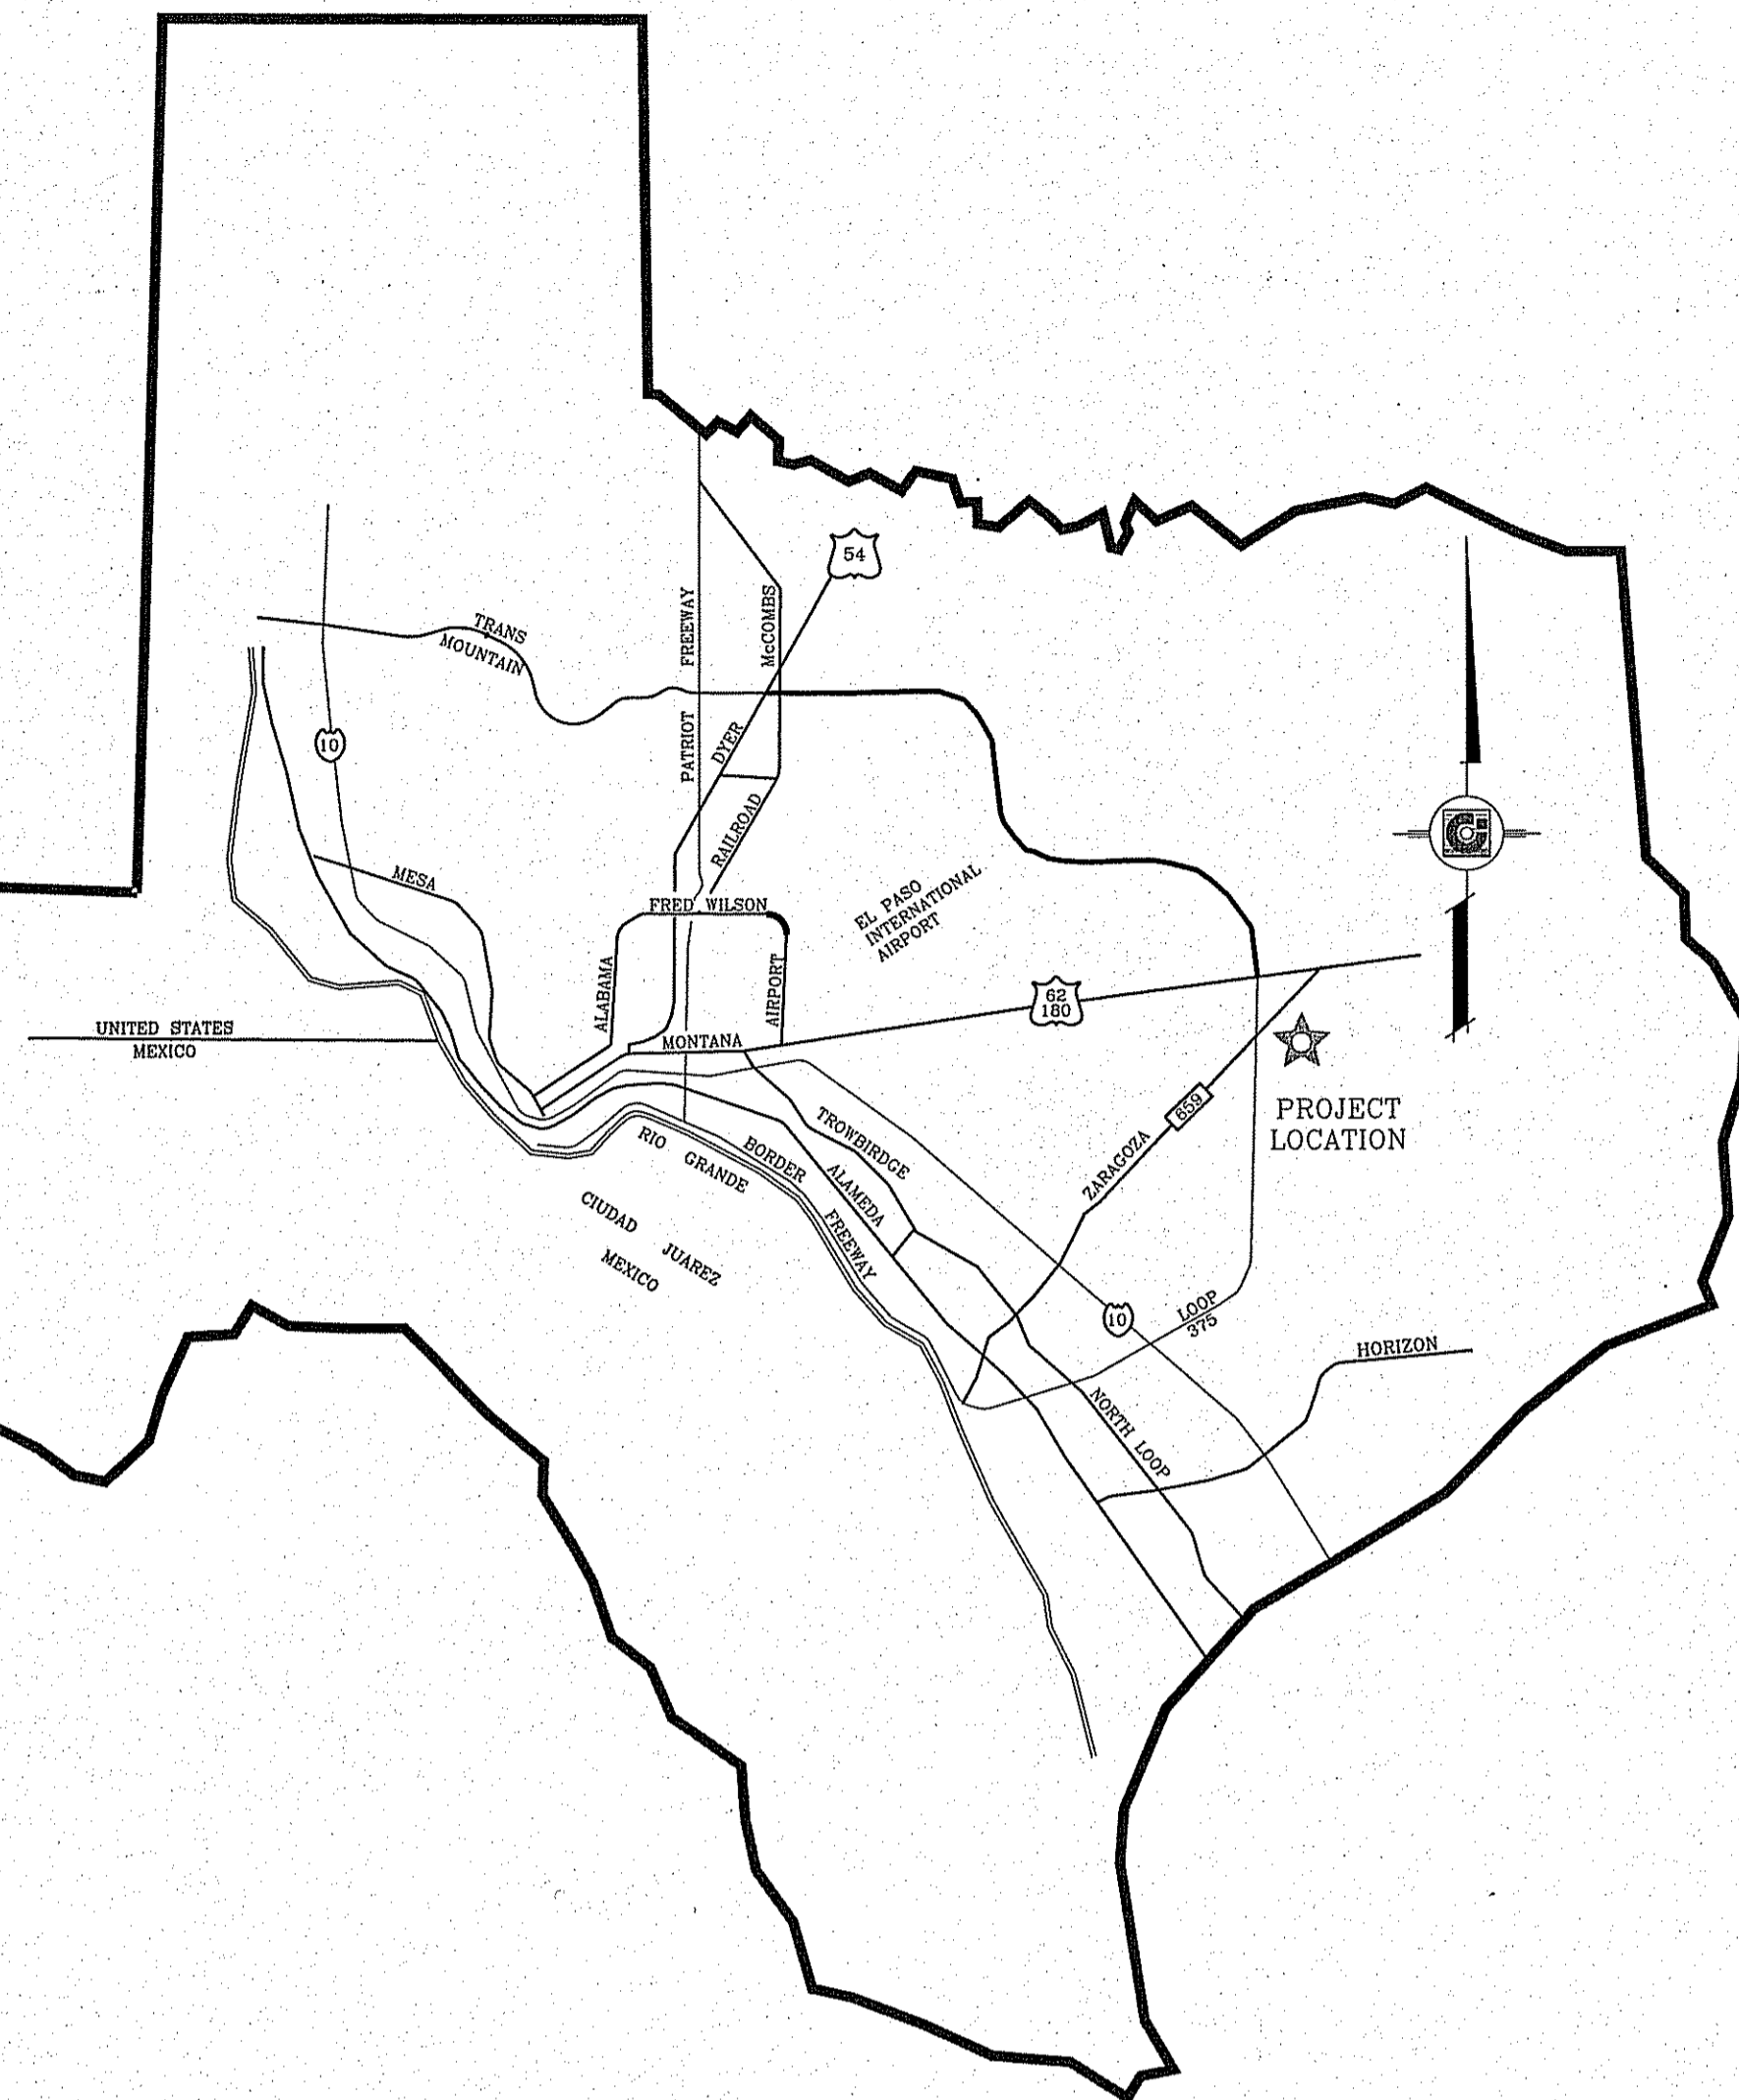 54
TRANS
MOUNTAIN
PATRIOT FREEWAY
McCOMBS
10
DYER
RAILROAD
MESA
FRED WILSON
EL PASO
INTERNATIONAL
AIRPORT
ALABAMA
AIRPORT
62
180
UNITED STATES
MEXICO
MONTANA
659
PROJECT
LOCATION
TROWBIRDGE
ZARAGOZA
RIO GRANDE
BORDER FREEWAY
ALAMEDA
CIUDAD JUAREZ
MEXICO
10
LOOP
375
HORIZON
NORTH LOOP